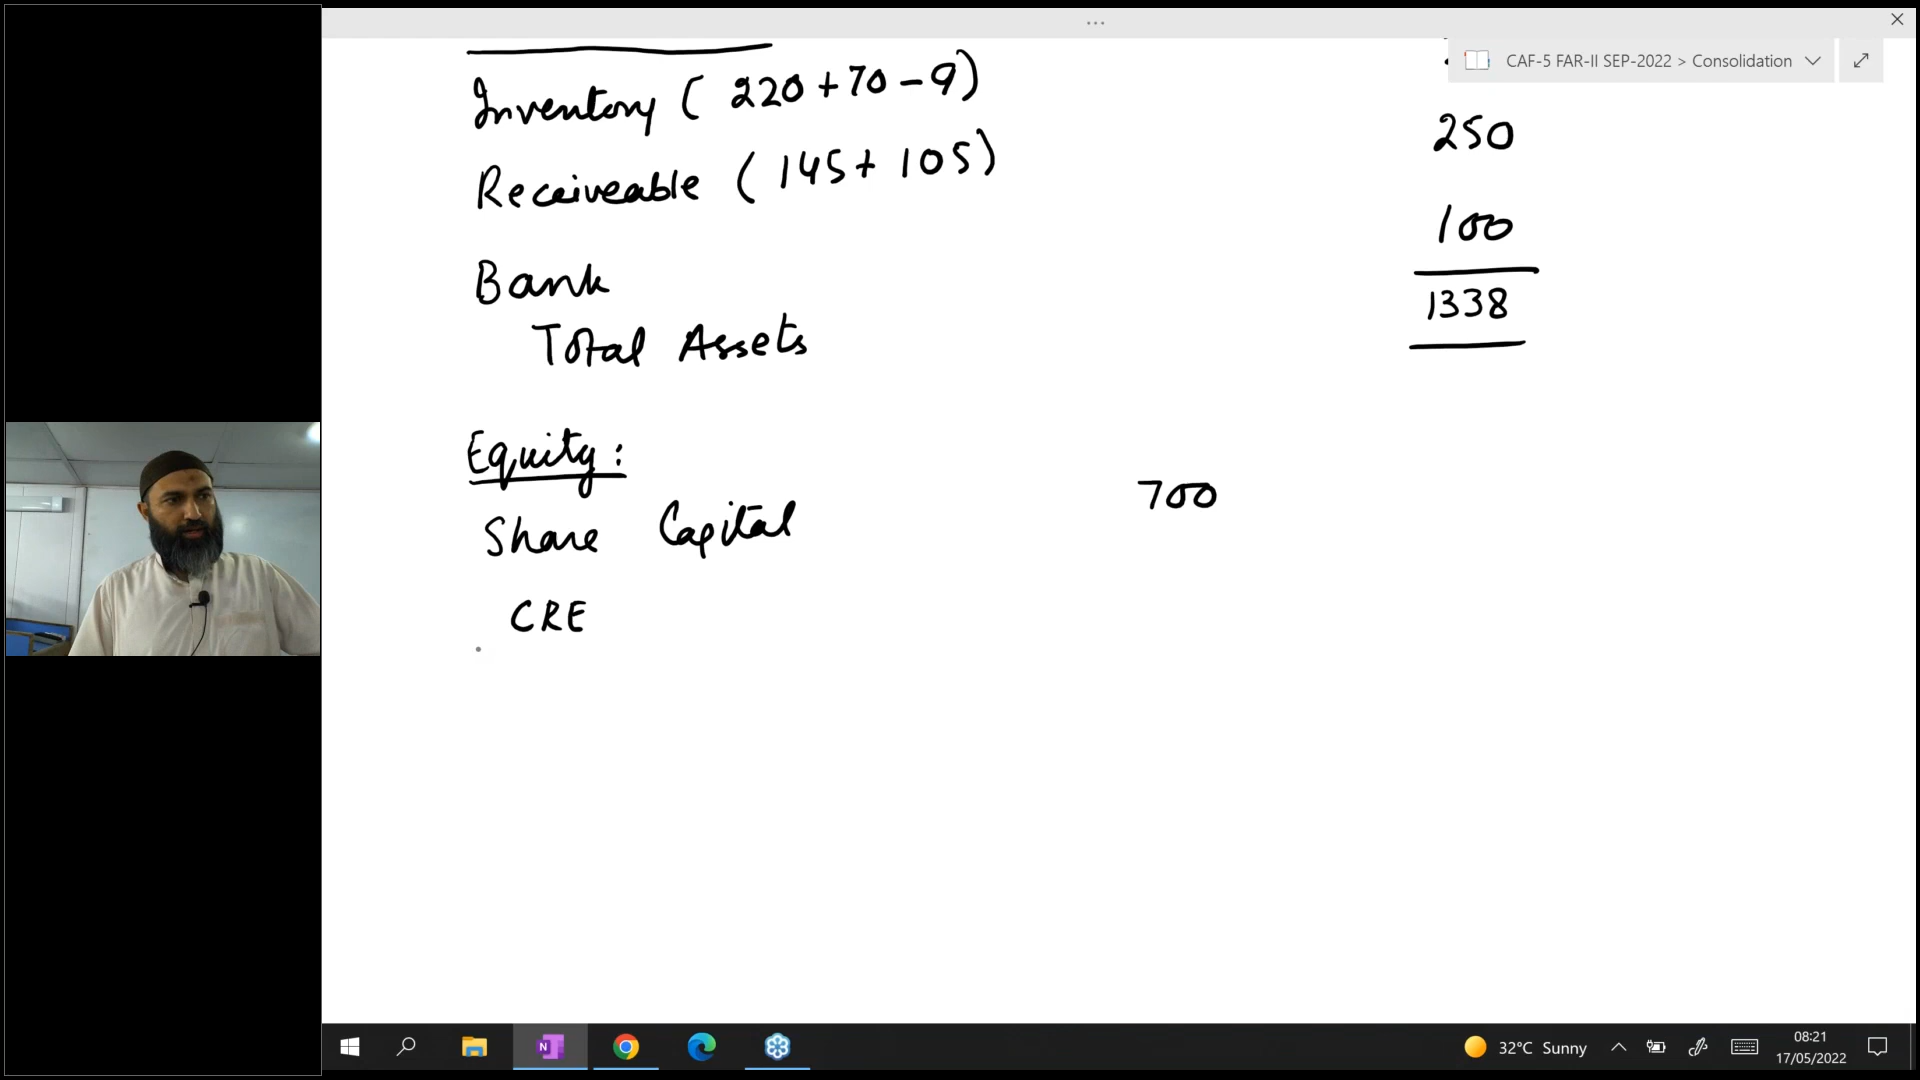 ...
CAF-5 FAR-II SEP-2022 > Consolidation
Inventory ( 220 + 70 - 9)
250
Receiveable ( 145 + 105)
100
Bank
1338
Total Assets
Equity :
Share Capital 700
CRE
32°C Sunny
08:21
17/05/2022